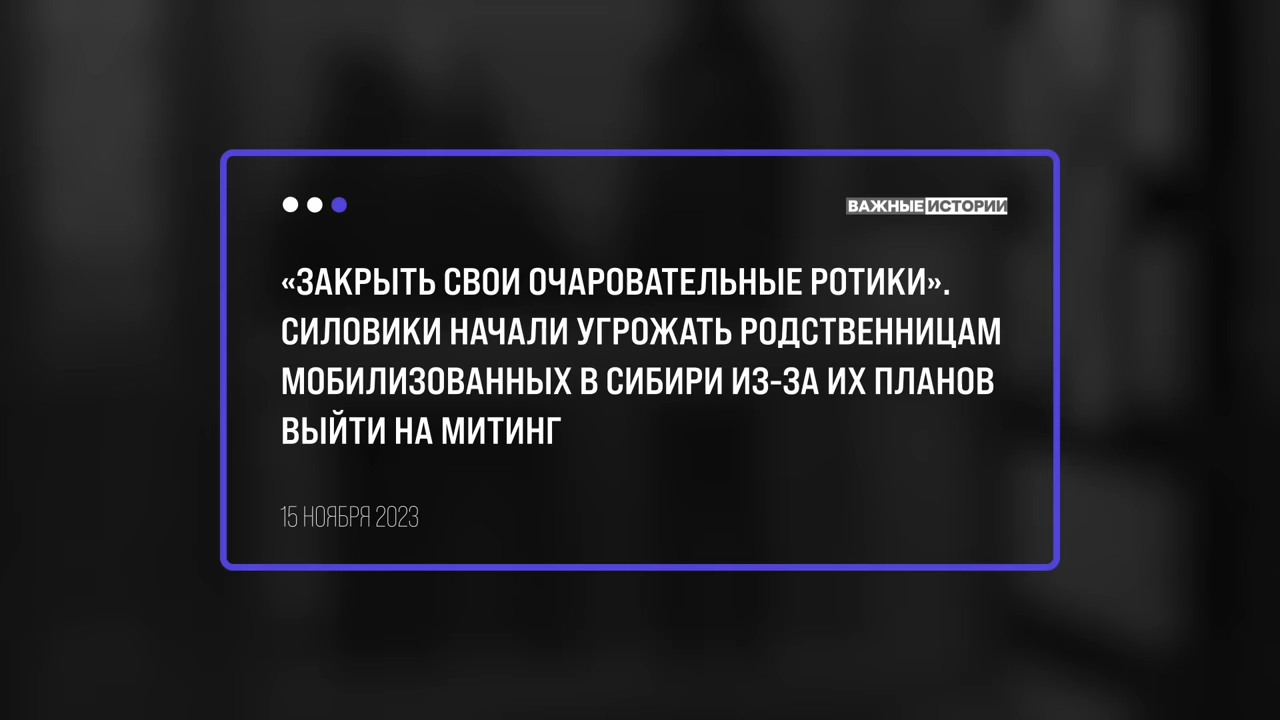 ВАЖНЫЕ ИСТОРИИ
«ЗАКРЫТЬ СВОИ ОЧАРОВАТЕЛЬНЫЕ РОТИКИ».
СИЛОВИКИ НАЧАЛИ УГРОЖАТЬ РОДСТВЕННИЦАМ
МОБИЛИЗОВАННЫХ В СИБИРИ ИЗ-ЗА ИХ ПЛАНОВ
ВЫЙТИ НА МИТИНГ
15 НОЯБРЯ 2023